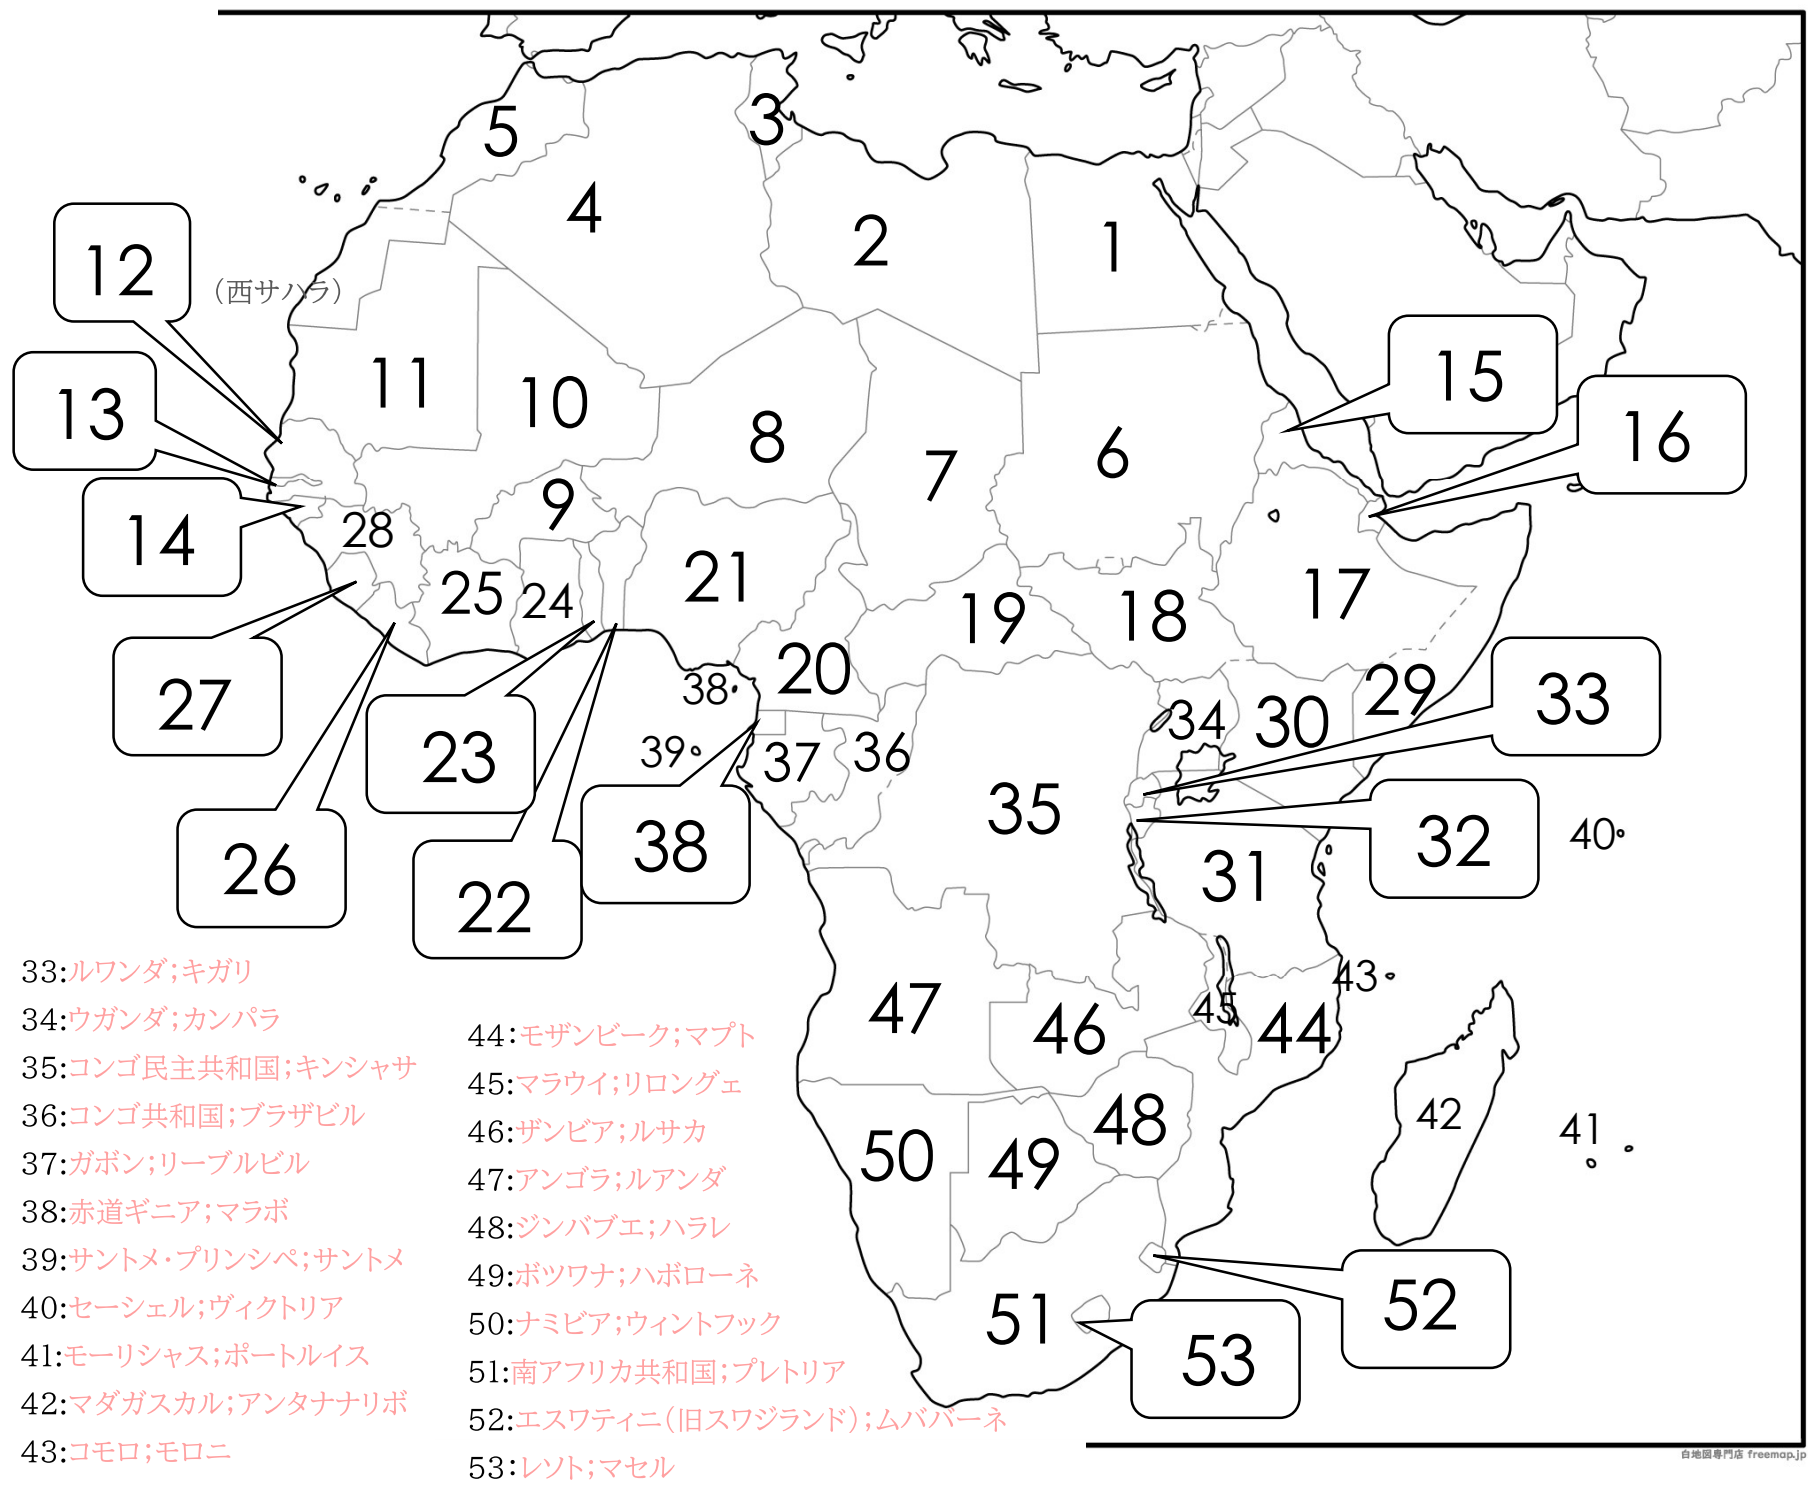 5
3
4
2
1
12
(西サハラ)
11
10
15
13
8
6
16
7
9
14
28
25
24
21
19
18
17
27
20
29
38
34
30
33
23
39
37
36
26
38
35
32
40
22
31
43
47
46
45
44
42
41
48
50
49
51
52
53
33:ルワンダ;キガリ
34:ウガンダ;カンパラ
35:コンゴ民主共和国;キンシャサ
36:コンゴ共和国;ブラザビル
37:ガボン;リーブルビル
38:赤道ギニア;マラボ
39:サントメ・プリンシペ;サントメ
40:セーシェル;ヴィクトリア
41:モーリシャス;ポートルイス
42:マダガスカル;アンタナナリボ
43:コモロ;モロニ
44:モザンビーク;マプト
45:マラウイ;リロングェ
46:ザンビア;ルサカ
47:アンゴラ;ルアンダ
48:ジンバブエ;ハラレ
49:ボツワナ;ハボローネ
50:ナミビア;ウィントフック
51:南アフリカ共和国;プレトリア
52:エスワティニ(旧スワジランド);ムババーネ
53:レソト;マセル
白地図専門店 freemap.jp